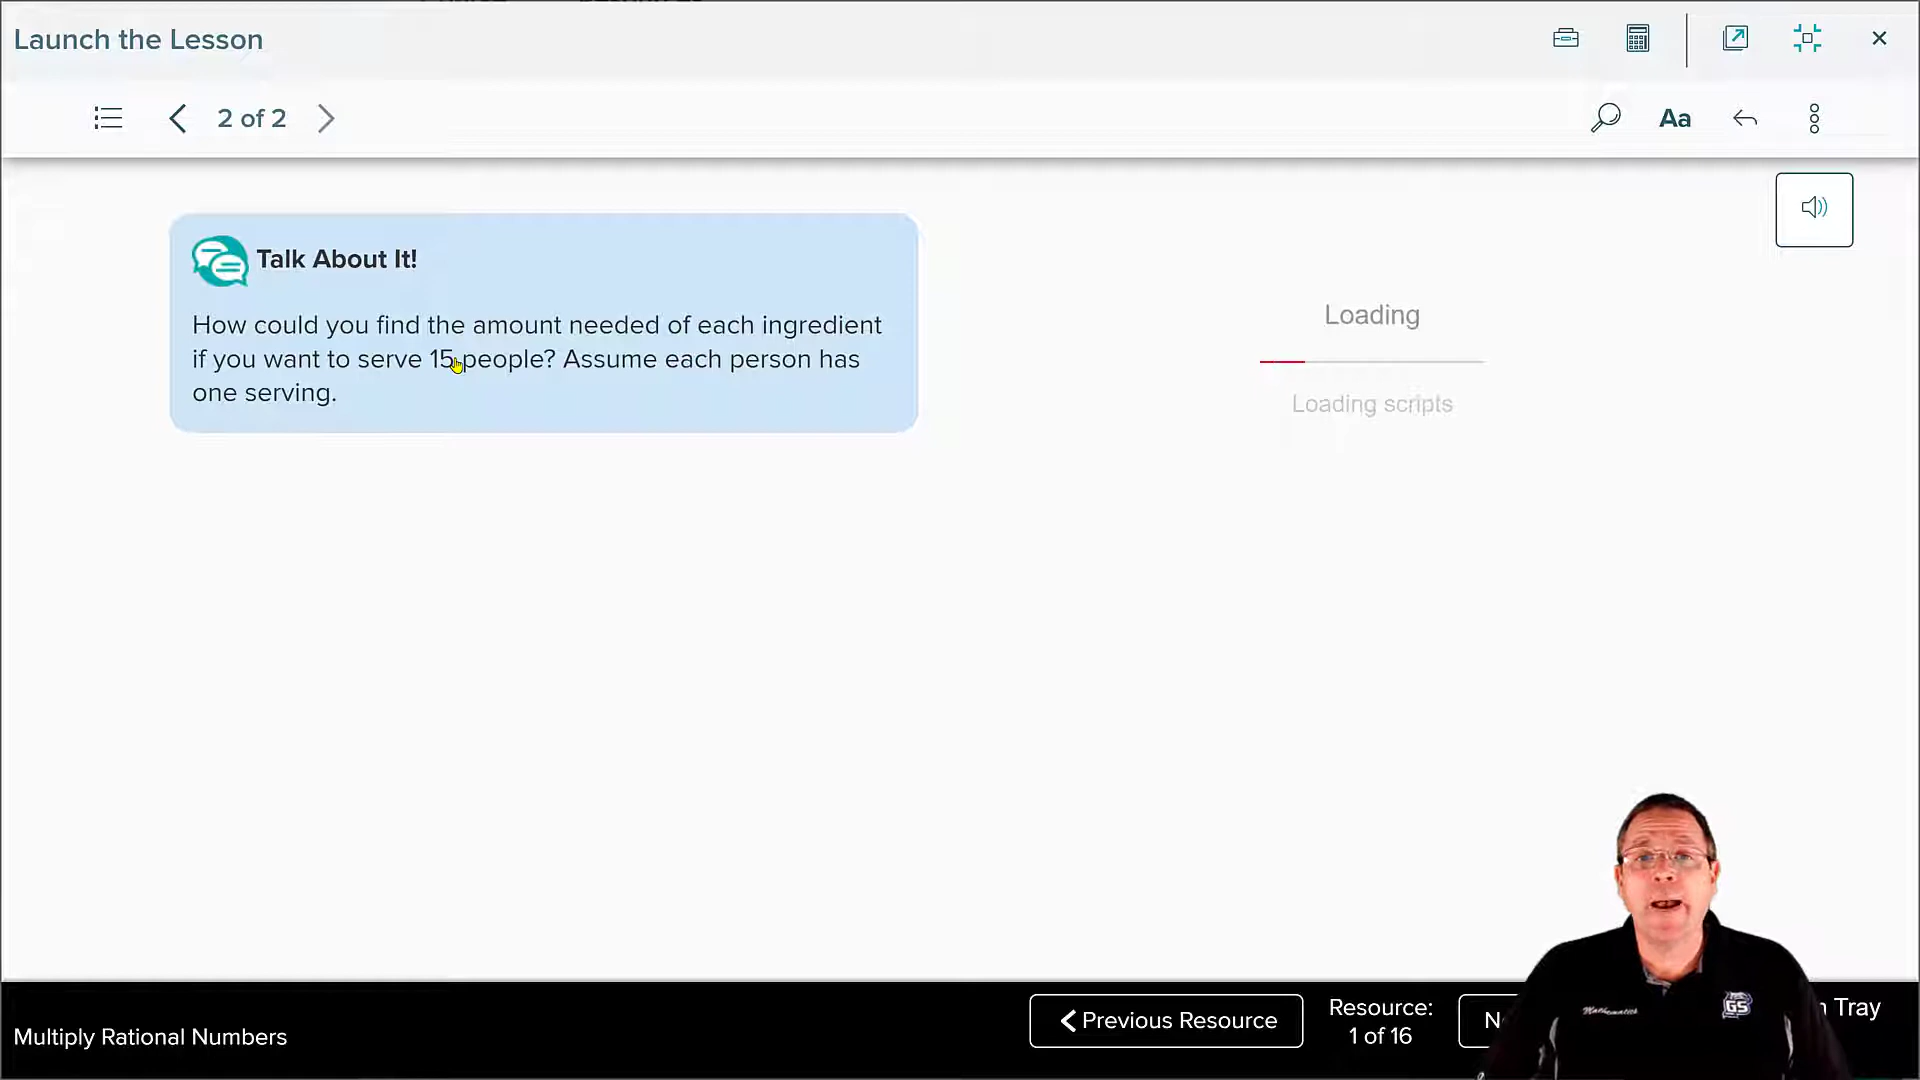 Launch the Lesson
2 of 2
Aa
Talk About It!
How could you find the amount needed of each ingredient
if you want to serve 15 people? Assume each person has
one serving.
Loading
Loading scripts
Multiply Rational Numbers
Previous Resource
Resource:
1 of 16
Tray
Mathematics
GS